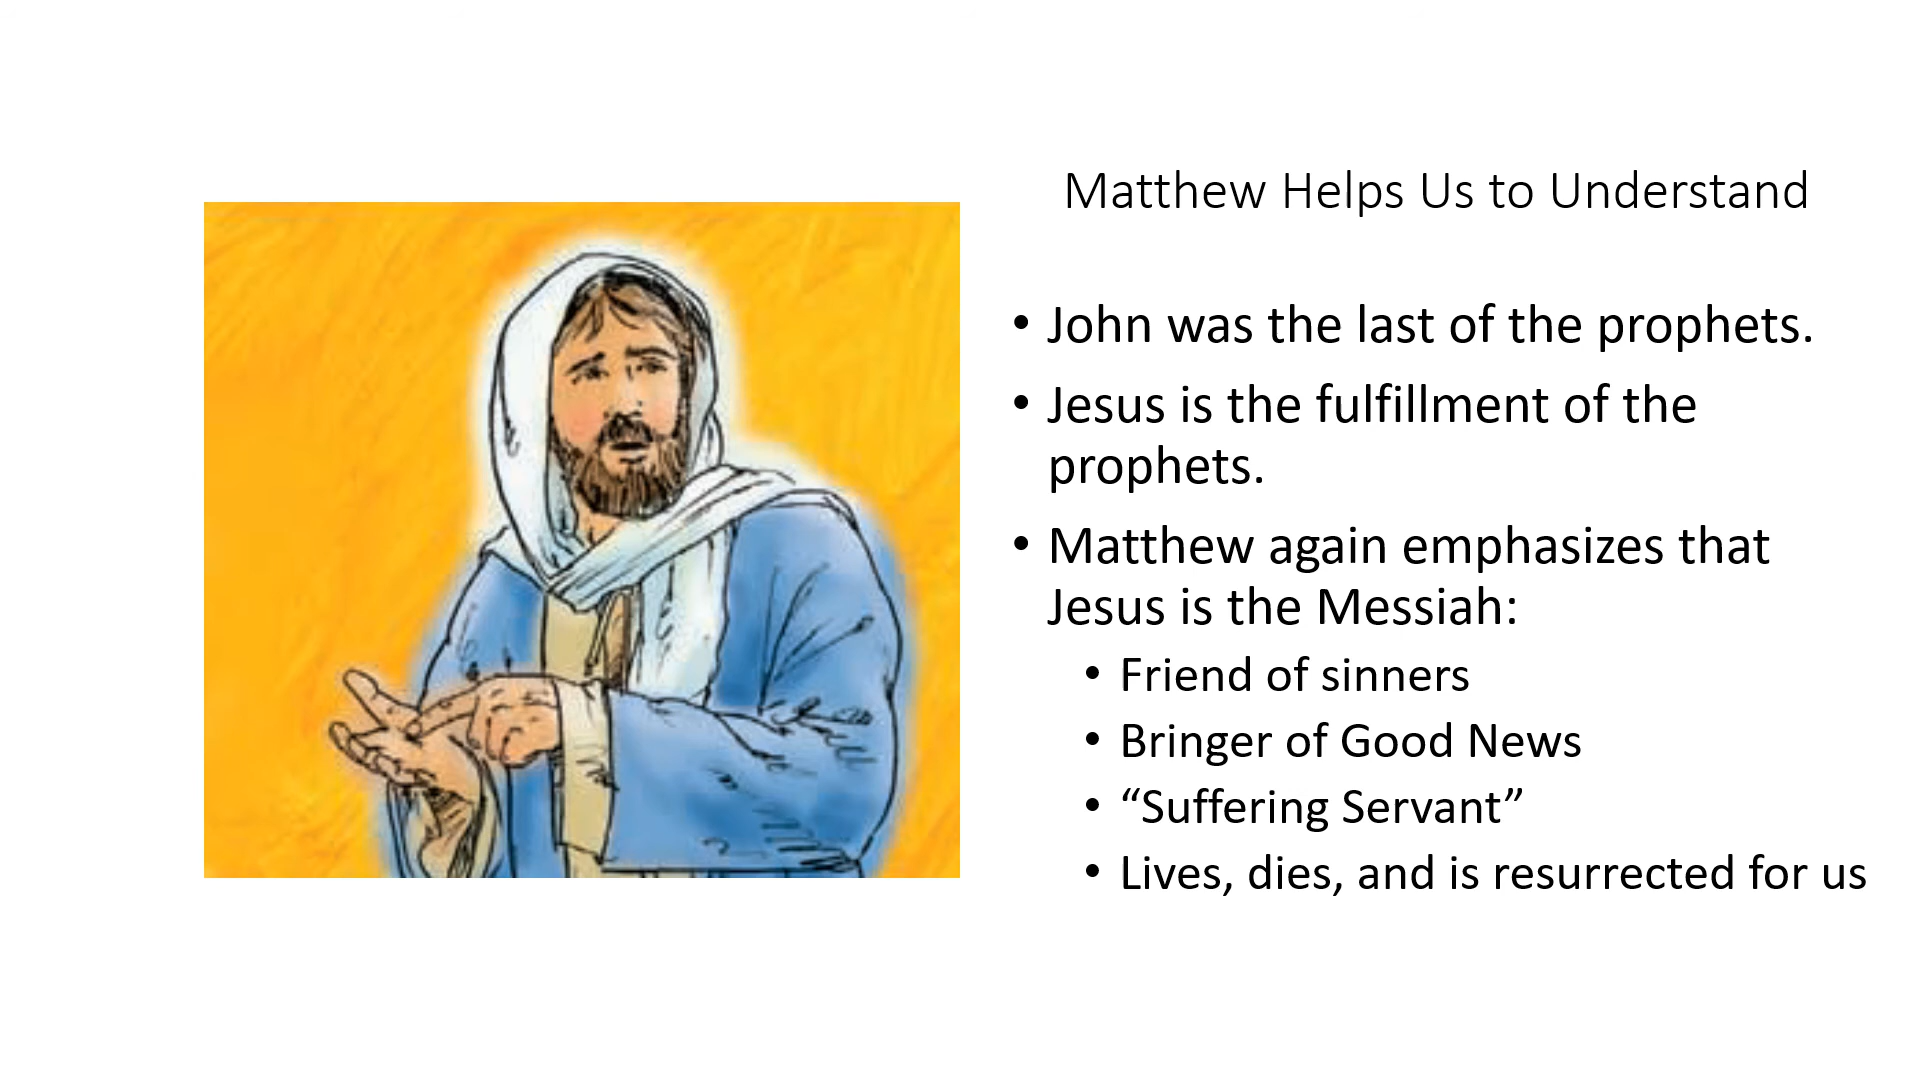 Matthew Helps Us to Understand
• John was the last of the prophets.
• Jesus is the fulfillment of the
prophets.
• Matthew again emphasizes that
Jesus is the Messiah:
• Friend of sinners
• Bringer of Good News
• “Suffering Servant”
• Lives, dies, and is resurrected for us